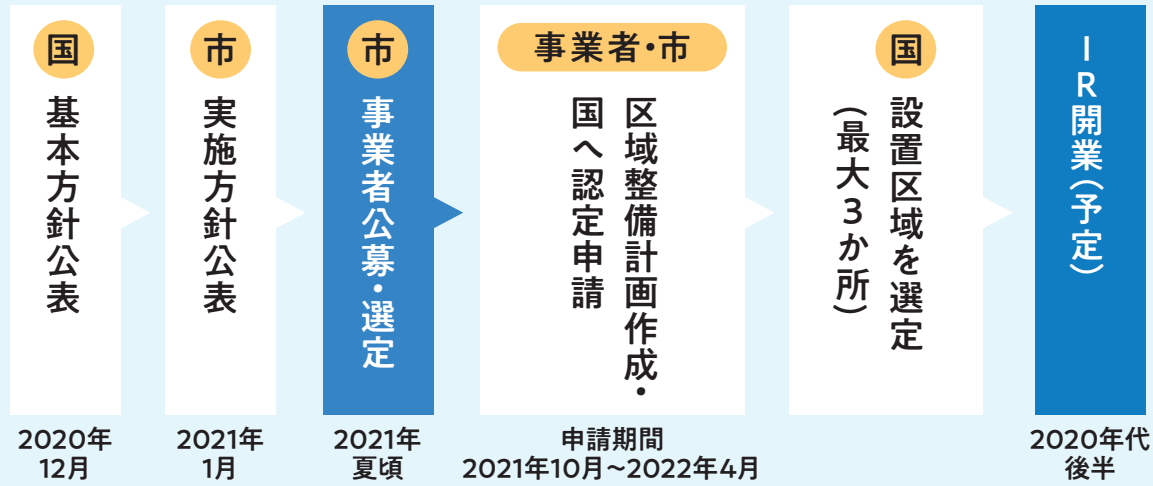 国
基本方針公表
2020年
12月
市
実施方針公表
2021年
1月
市
事業者公募・選定
2021年
夏頃
事業者・市
区域整備計画作成・
国へ認定申請
申請期間
2021年10月~2022年4月
国
設置区域を選定
(最大3か所)
IR開業(予定)
2020年代
後半